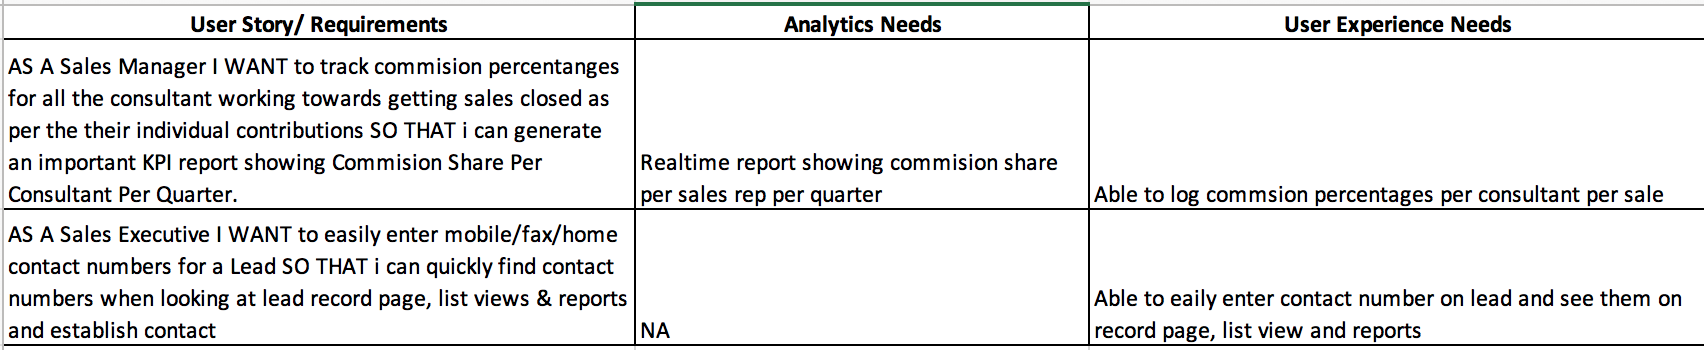 User Story/ Requirements
Analytics Needs
User Experience Needs
AS A Sales Manager I WANT to track commision percentanges
for all the consultant working towards getting sales closed as
per the their individual contributions SO THAT i can generate
an important KPI report showing Commision Share Per
Consultant Per Quarter.
Realtime report showing commision share
per sales rep per quarter
Able to log commsion percentages per consultant per sale
AS A Sales Executive I WANT to easily enter mobile/fax/home
contact numbers for a Lead SO THAT i can quickly find contact
numbers when looking at lead record page, list views & reports
and establish contact
NA
Able to eaily enter contact number on lead and see them on
record page, list view and reports